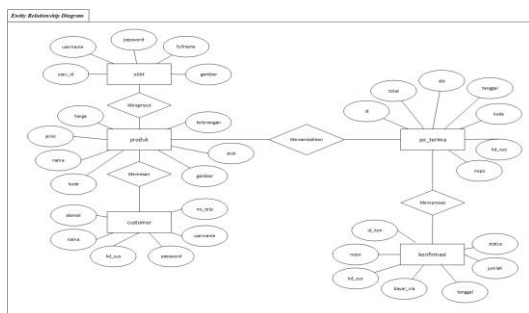 Entity Relationship Diagram
username
password
fullname
user_id
user
gambar
Menginput
harga
keterangan
jenis
produk
stok
nama
kode
gambar
Memesan
alamat
no_telp
customer
nama
username
kd_cus
password
Menambahkan
id
total
tanggal
kode
po_terima
kd_cus
nopo
Memproses
id_kon
status
nopo
konfirmasi
jumlah
kd_cus
bayar_via
tanggal